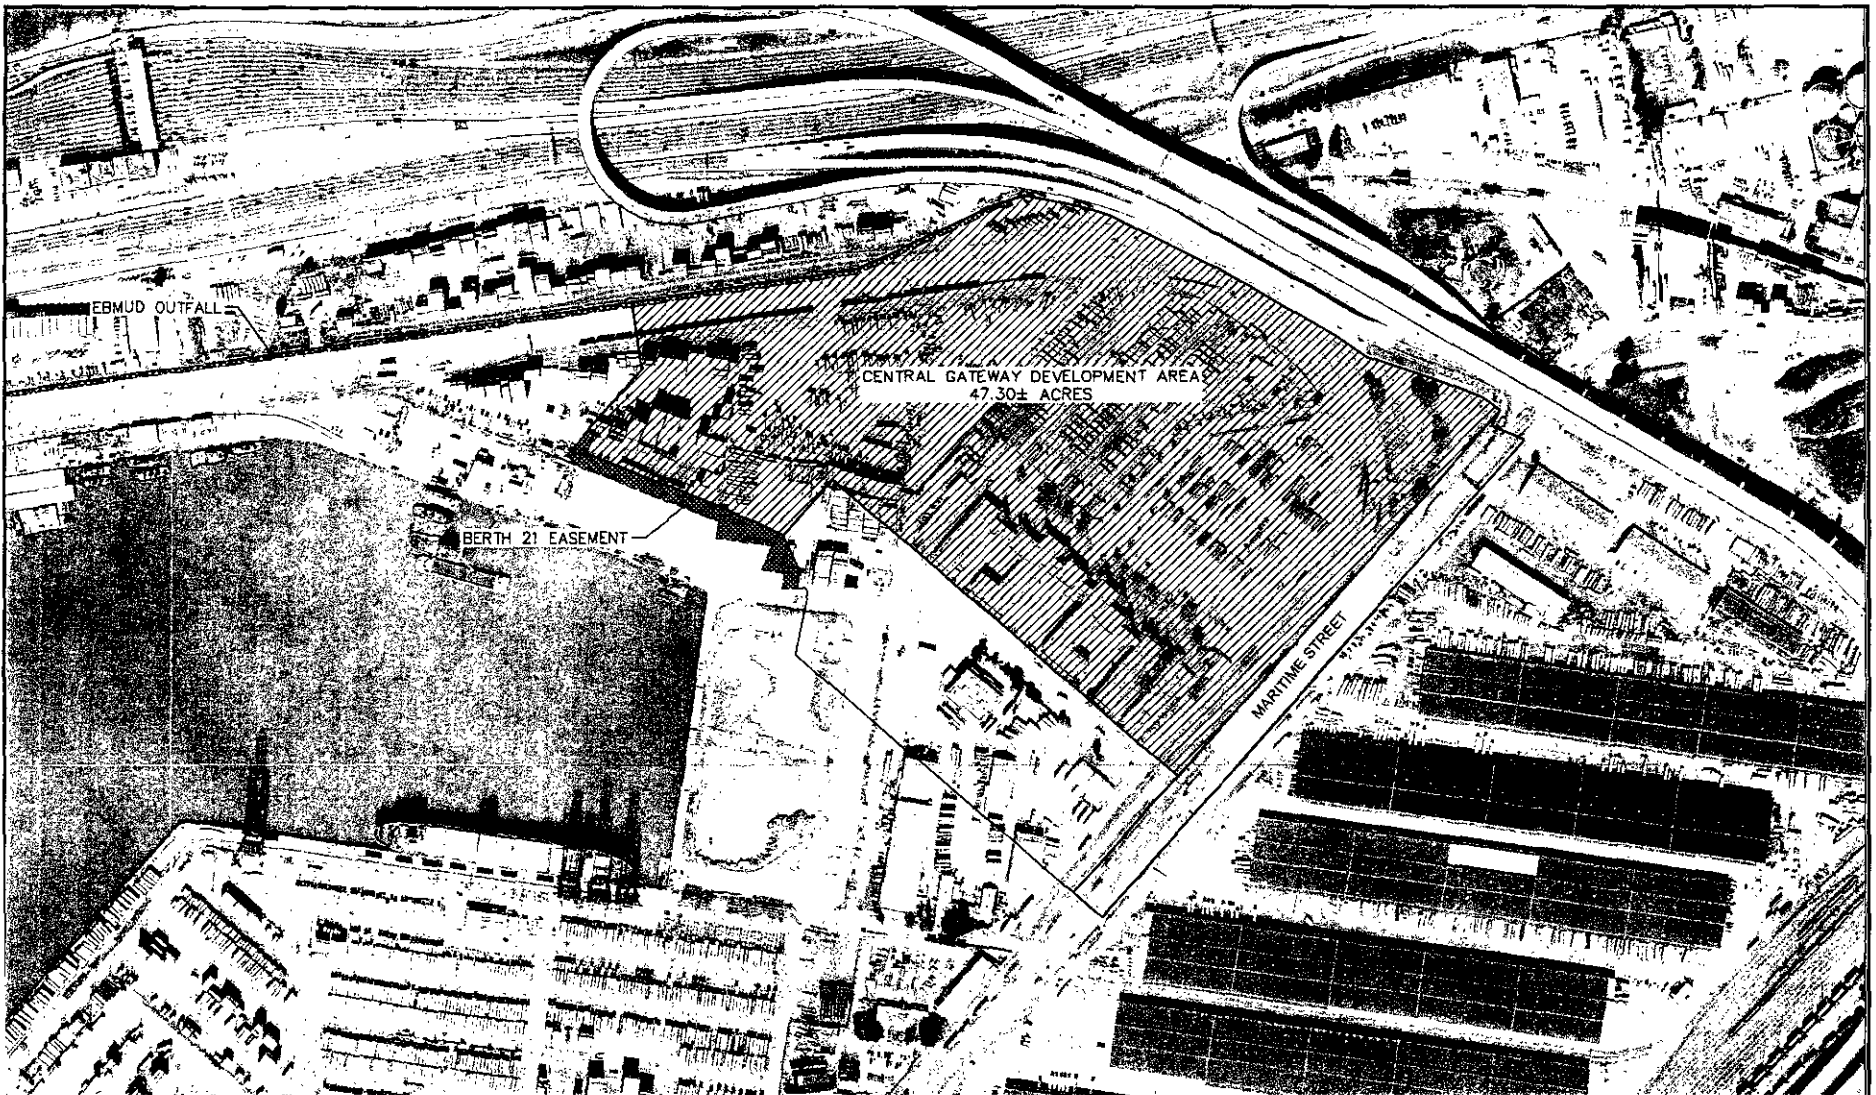 EBMUD OUTFALL
CENTRAL GATEWAY DEVELOPMENT AREA
47.30± ACRES
BERTH 21 EASEMENT
MARITIME STREET